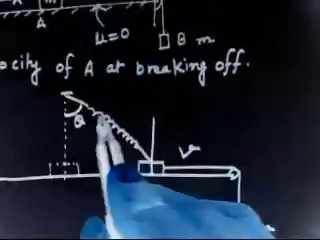 A m
A
μ=0
B m
ocity of A at breaking off.
θ